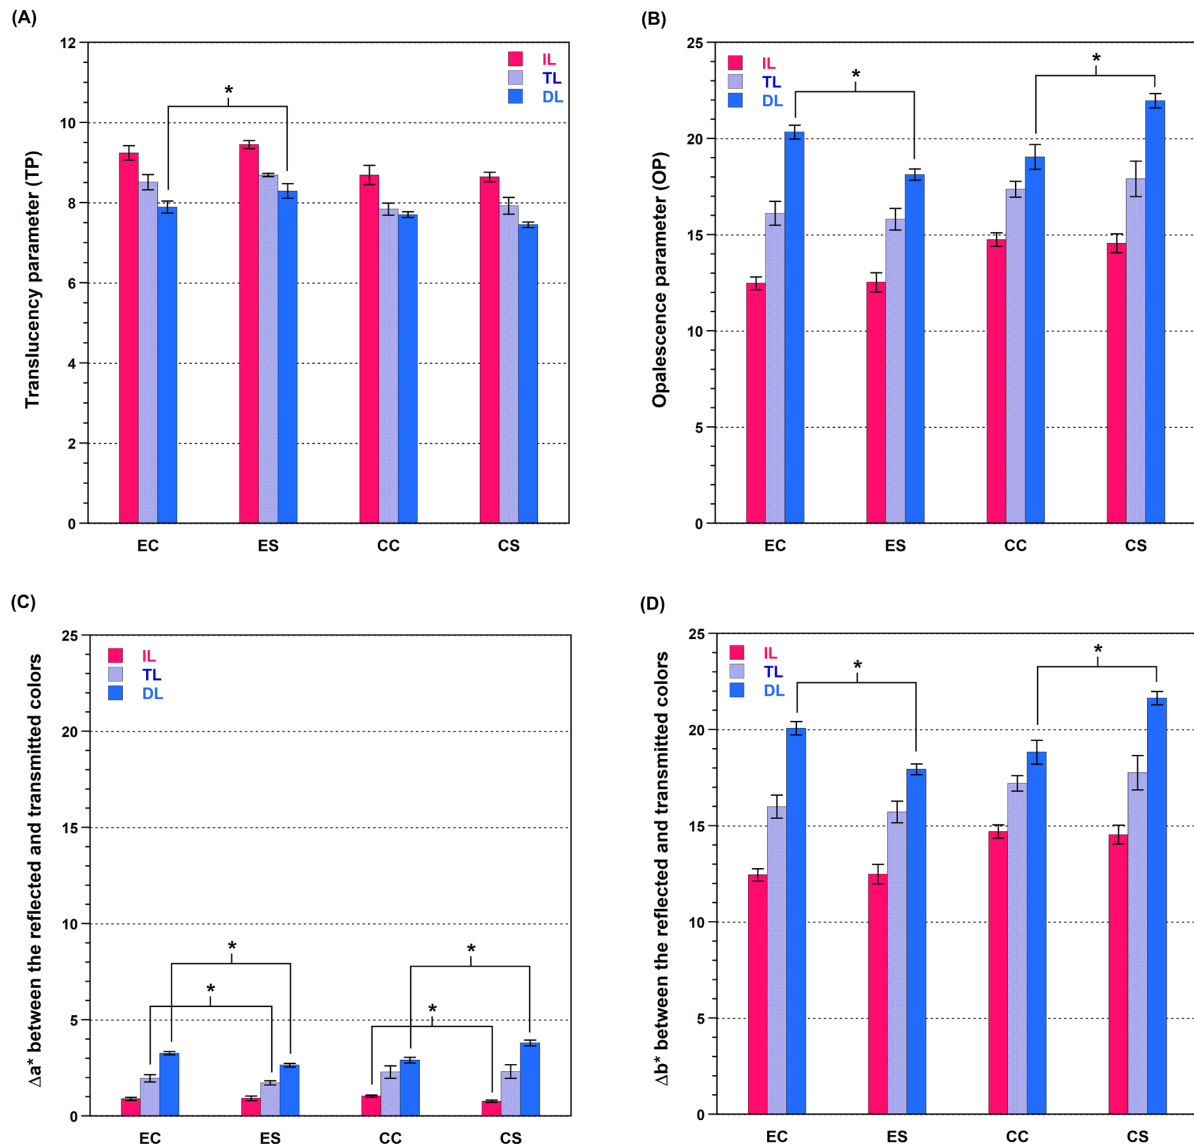 (A)
Translucency parameter (TP)
12
10
8
6
4
2
0
IL
TL
DL
*
EC ES CC CS
(B)
Opalescence parameter (OP)
25
20
15
10
5
0
IL
TL
DL
*
*
EC ES CC CS
(C)
Δa* between the reflected and transmitted colors
25
20
15
10
5
0
IL
TL
DL
*
*
*
*
EC ES CC CS
(D)
Δb* between the reflected and transmitted colors
25
20
15
10
5
0
IL
TL
DL
*
*
EC ES CC CS